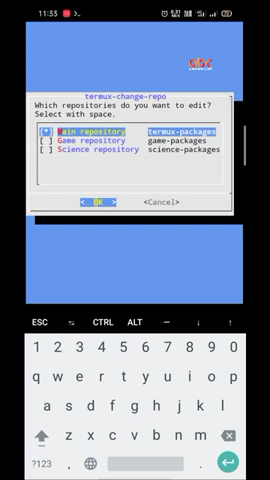 11:33
termux-change-repo
Which repositories do you want to edit?
Select with space.
[*] Main repository termux-packages
[ ] Game repository game-packages
[ ] Science repository science-packages
< OK > <Cancel>
ESC ⇆ CTRL ALT — ↓ ↑
1 2 3 4 5 6 7 8 9 0
q w e r t y u i o p
a s d f g h j k l
z x c v b n m
?123 , .